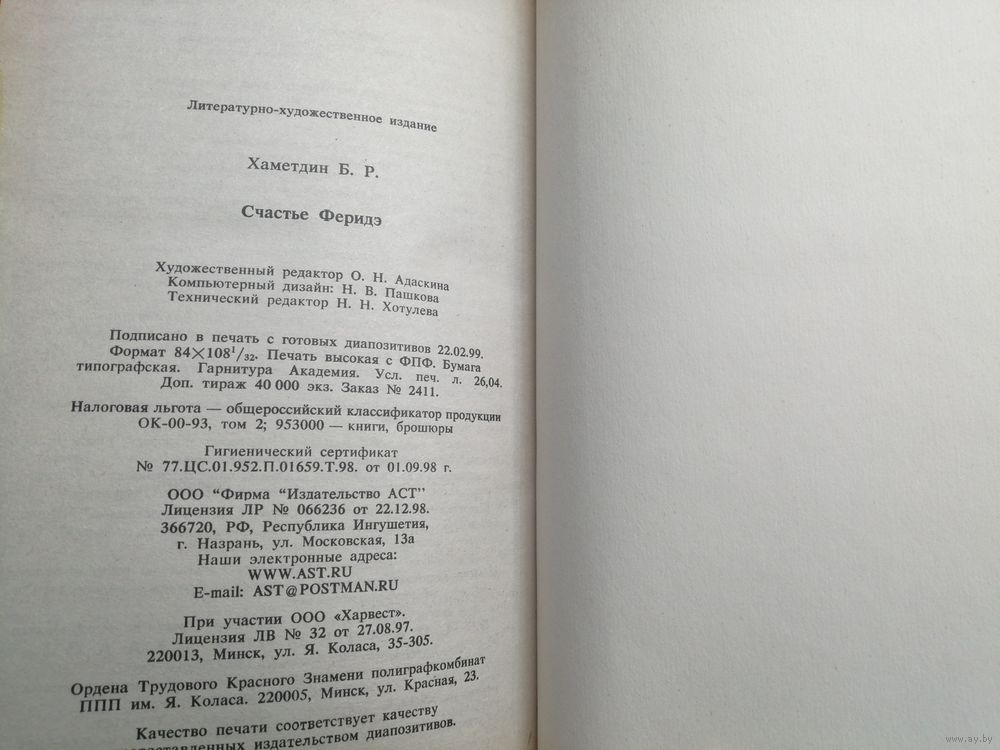 Литературно-художественное издание
Хаметдин Б. Р.
Счастье Феридэ
Художественный редактор О. Н. Адаскина
Компьютерный дизайн: Н. В. Пашкова
Технический редактор Н. Н. Хотулева
Подписано в печать с готовых диапозитивов 22.02.99.
Формат 84×108¹/₃₂. Печать высокая с ФПФ. Бумага
типографская. Гарнитура Академия. Усл. печ. л. 26,04.
Доп. тираж 40 000 экз. Заказ № 2411.
Налоговая льгота — общероссийский классификатор продукции
ОК-00-93, том 2; 953000 — книги, брошюры
Гигиенический сертификат
№ 77.ЦС.01.952.П.01659.Т.98. от 01.09.98 г.
ООО "Фирма "Издательство АСТ"
Лицензия ЛР № 066236 от 22.12.98.
366720, РФ, Республика Ингушетия,
г. Назрань, ул. Московская, 13а
Наши электронные адреса:
WWW.AST.RU
E-mail: AST@POSTMAN.RU
При участии ООО «Харвест».
Лицензия ЛВ № 32 от 27.08.97.
220013, Минск, ул. Я. Коласа, 35-305.
Ордена Трудового Красного Знамени полиграфкомбинат
ППП им. Я. Коласа. 220005, Минск, ул. Красная, 23.
Качество печати соответствует качеству
издательством диапозитивов.
www.ay.by